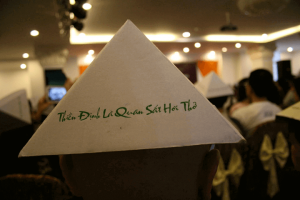 Thiền Định Là Quán Sát Hơi Thở